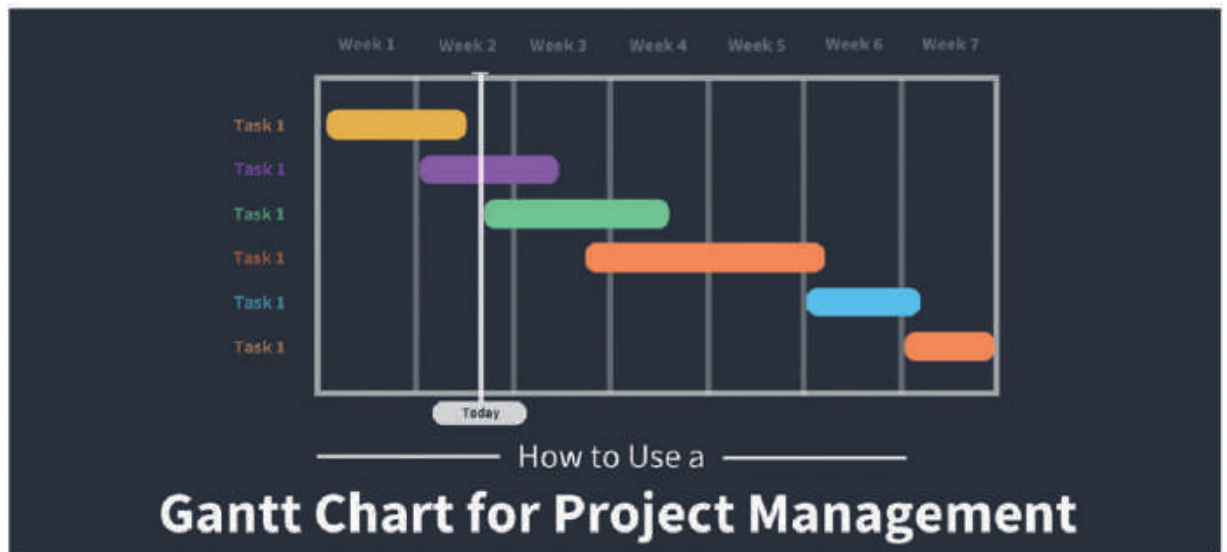 Week 1 Week 2 Week 3 Week 4 Week 5 Week 6 Week 7
Task 1
Task 1
Task 1
Task 1
Task 1
Task 1
Today
How to Use a
Gantt Chart for Project Management